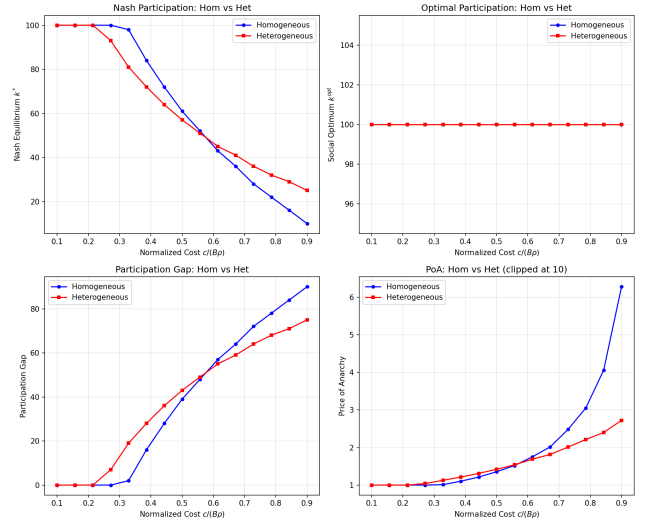 Nash Participation: Hom vs Het
Homogeneous
Heterogeneous
Nash Equilibrium k*
100
80
60
40
20
0.1 0.2 0.3 0.4 0.5 0.6 0.7 0.8 0.9
Normalized Cost c/(Bp)
Optimal Participation: Hom vs Het
Homogeneous
Heterogeneous
Social Optimum k^opt
104
102
100
98
96
0.1 0.2 0.3 0.4 0.5 0.6 0.7 0.8 0.9
Normalized Cost c/(Bp)
Participation Gap: Hom vs Het
Homogeneous
Heterogeneous
Participation Gap
80
60
40
20
0
0.1 0.2 0.3 0.4 0.5 0.6 0.7 0.8 0.9
Normalized Cost c/(Bp)
PoA: Hom vs Het (clipped at 10)
Homogeneous
Heterogeneous
Price of Anarchy
6
5
4
3
2
1
0.1 0.2 0.3 0.4 0.5 0.6 0.7 0.8 0.9
Normalized Cost c/(Bp)